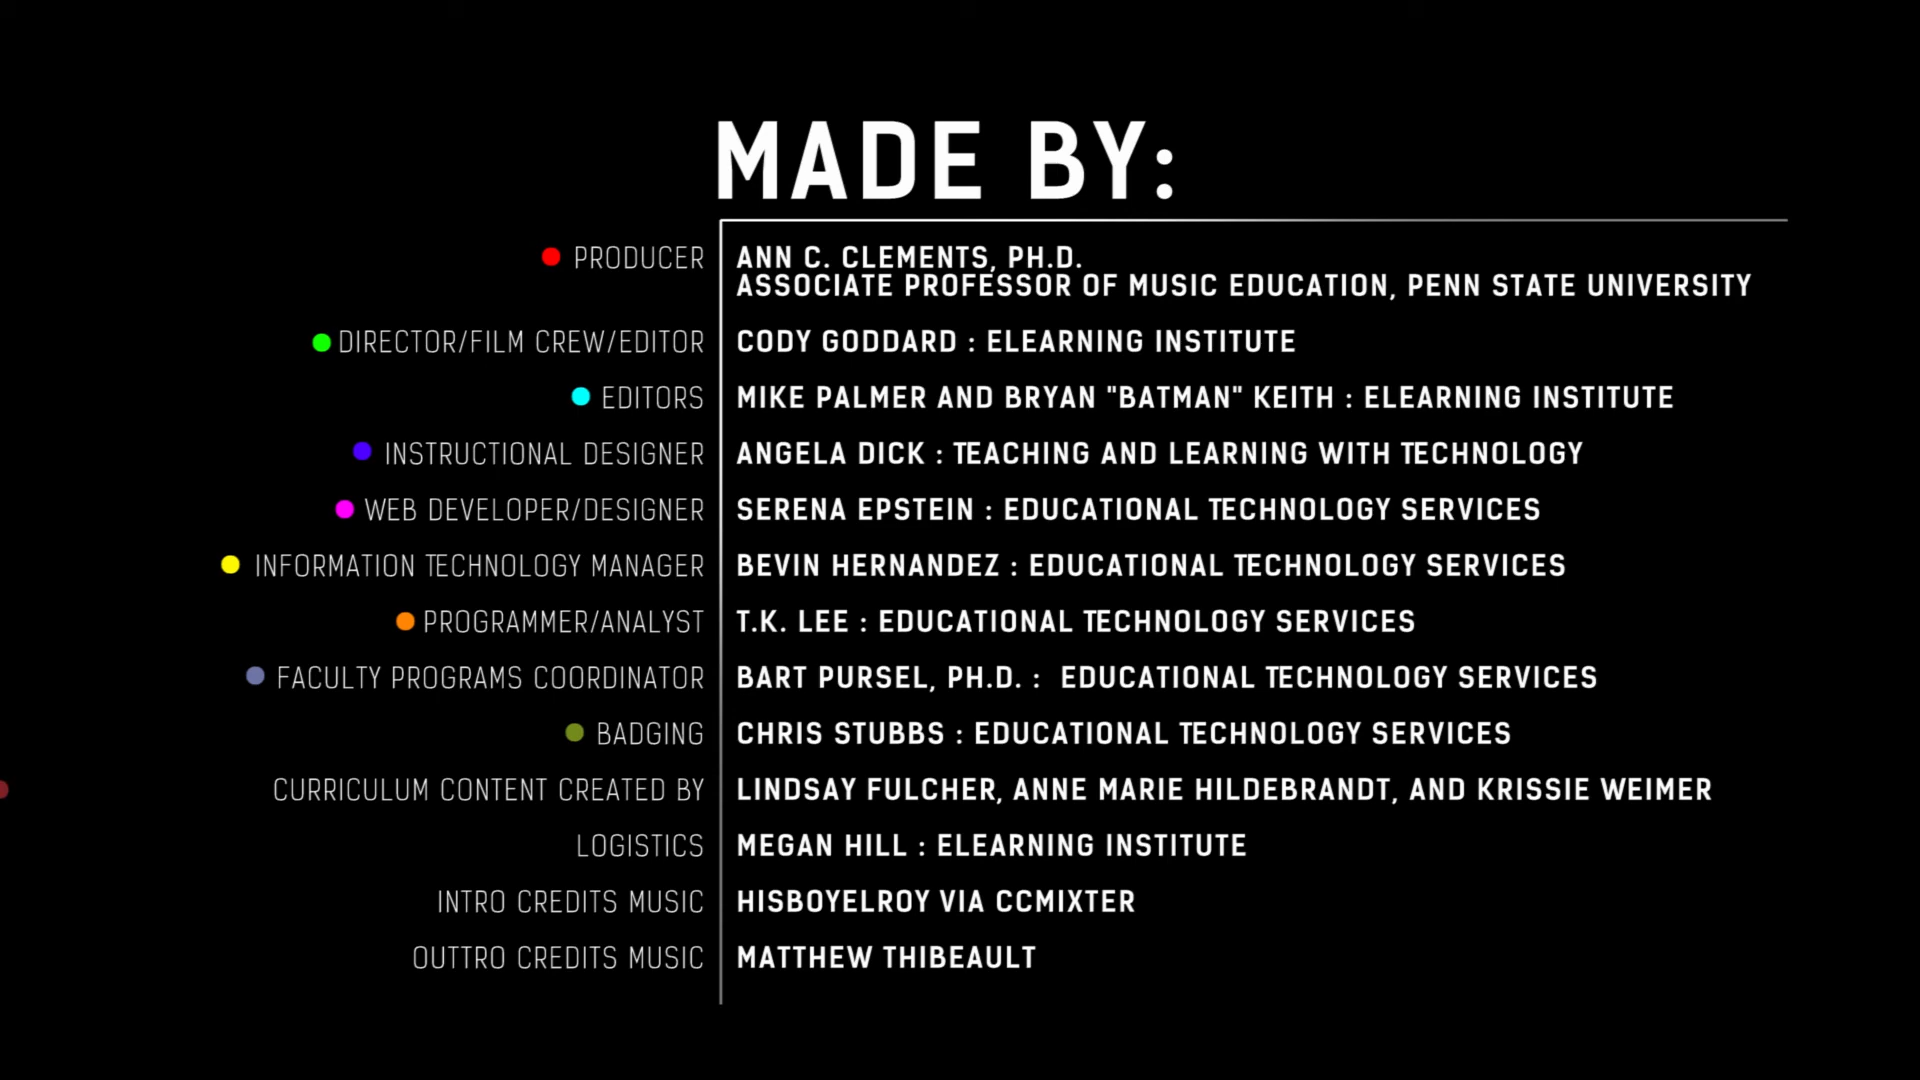 MADE BY:
PRODUCER ANN C. CLEMENTS, PH.D.
ASSOCIATE PROFESSOR OF MUSIC EDUCATION, PENN STATE UNIVERSITY
DIRECTOR/FILM CREW/EDITOR CODY GODDARD : ELEARNING INSTITUTE
EDITORS MIKE PALMER AND BRYAN "BATMAN" KEITH : ELEARNING INSTITUTE
INSTRUCTIONAL DESIGNER ANGELA DICK : TEACHING AND LEARNING WITH TECHNOLOGY
WEB DEVELOPER/DESIGNER SERENA EPSTEIN : EDUCATIONAL TECHNOLOGY SERVICES
INFORMATION TECHNOLOGY MANAGER BEVIN HERNANDEZ : EDUCATIONAL TECHNOLOGY SERVICES
PROGRAMMER/ANALYST T.K. LEE : EDUCATIONAL TECHNOLOGY SERVICES
FACULTY PROGRAMS COORDINATOR BART PURSEL, PH.D. : EDUCATIONAL TECHNOLOGY SERVICES
BADGING CHRIS STUBBS : EDUCATIONAL TECHNOLOGY SERVICES
CURRICULUM CONTENT CREATED BY LINDSAY FULCHER, ANNE MARIE HILDEBRANDT, AND KRISSIE WEIMER
LOGISTICS MEGAN HILL : ELEARNING INSTITUTE
INTRO CREDITS MUSIC HISBOYELROY VIA CCMIXTER
OUTTRO CREDITS MUSIC MATTHEW THIBEAULT